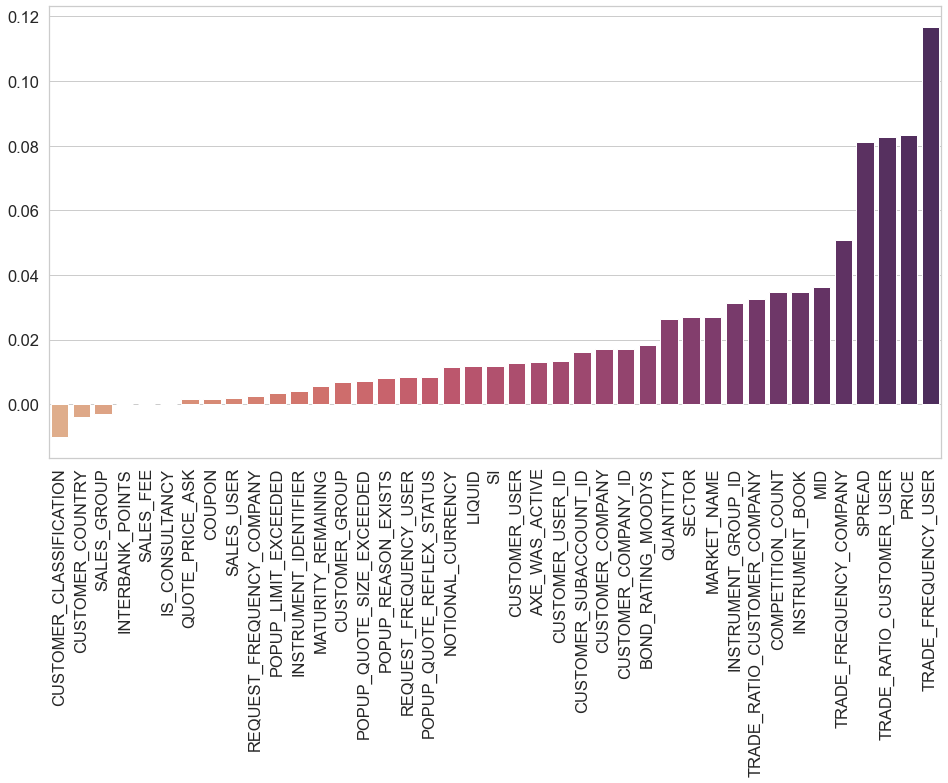 0.12
0.10
0.08
0.06
0.04
0.02
0.00
CUSTOMER_CLASSIFICATION
CUSTOMER_COUNTRY
SALES_GROUP
INTERBANK_POINTS
SALES_FEE
IS_CONSULTANCY
QUOTE_PRICE_ASK
COUPON
SALES_USER
REQUEST_FREQUENCY_COMPANY
POPUP_LIMIT_EXCEEDED
INSTRUMENT_IDENTIFIER
MATURITY_REMAINING
CUSTOMER_GROUP
POPUP_QUOTE_SIZE_EXCEEDED
POPUP_REASON_EXISTS
REQUEST_FREQUENCY_USER
POPUP_QUOTE_REFLEX_STATUS
NOTIONAL_CURRENCY
LIQUID
SI
CUSTOMER_USER
AXE_WAS_ACTIVE
CUSTOMER_USER_ID
CUSTOMER_SUBACCOUNT_ID
CUSTOMER_COMPANY
CUSTOMER_COMPANY_ID
BOND_RATING_MOODYS
QUANTITY1
SECTOR
MARKET_NAME
INSTRUMENT_GROUP_ID
TRADE_RATIO_CUSTOMER_COMPANY
COMPETITION_COUNT
INSTRUMENT_BOOK
MID
TRADE_FREQUENCY_COMPANY
SPREAD
TRADE_RATIO_CUSTOMER_USER
PRICE
TRADE_FREQUENCY_USER